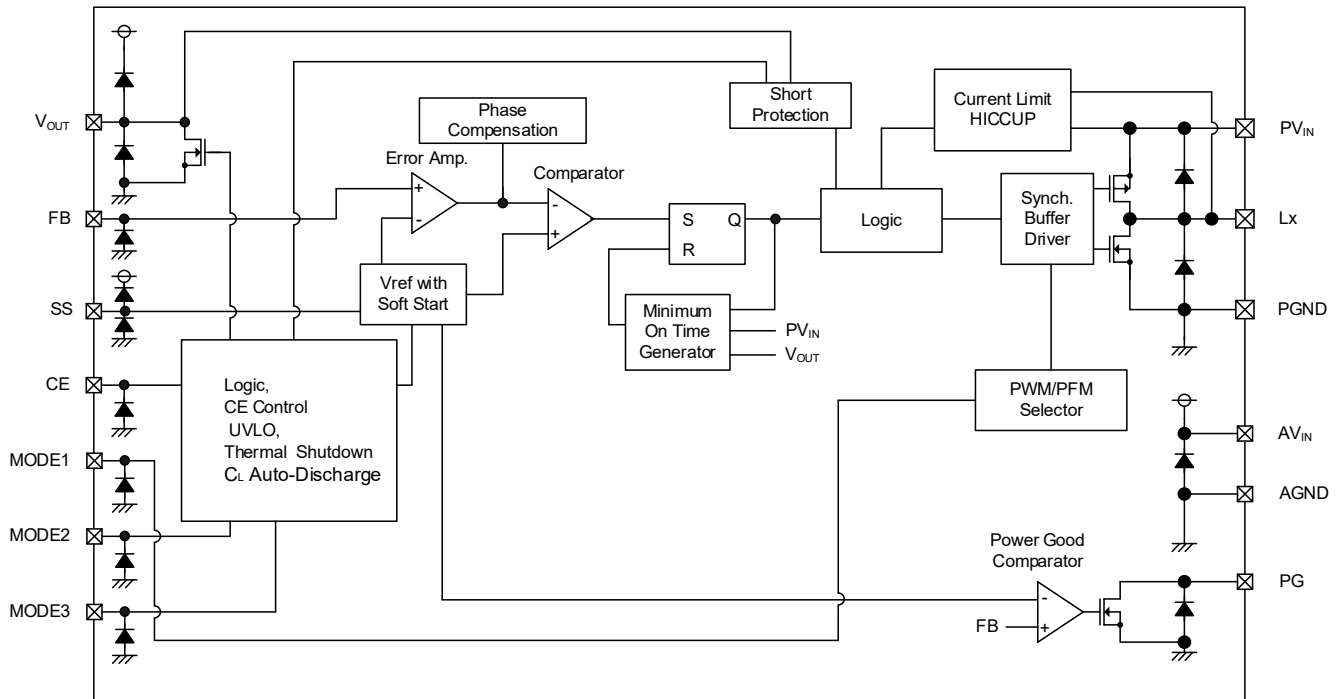 VOUT
FB
SS
CE
MODE1
MODE2
MODE3
Phase
Compensation
Error Amp.
+
-
Comparator
-
+
Vref with
Soft Start
Logic,
CE Control
UVLO,
Thermal Shutdown
CL Auto-Discharge
Short
Protection
Current Limit
HICCUP
S Q
R
Logic
Synch.
Buffer
Driver
Minimum
On Time
Generator
PVIN
VOUT
PWM/PFM
Selector
Power Good
Comparator
-
+
FB
PVIN
Lx
PGND
AVIN
AGND
PG